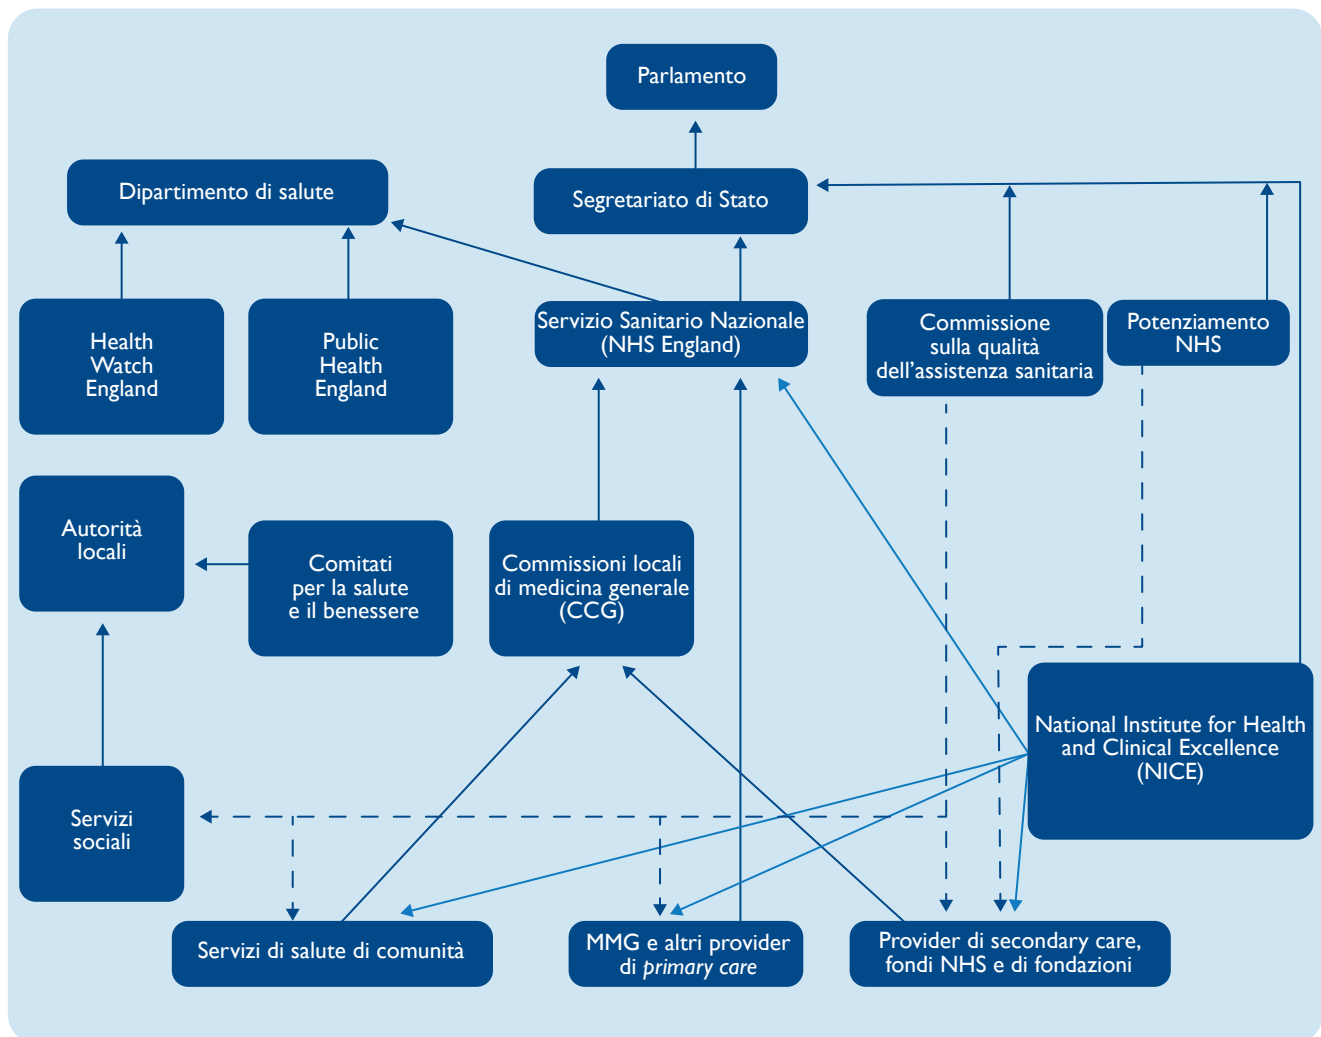 Parlamento
Dipartimento di salute
Segretariato di Stato
Health
Watch
England
Public
Health
England
Servizio Sanitario Nazionale
(NHS England)
Commissione
sulla qualità
dell'assistenza sanitaria
Potenziamento
NHS
Autorità
locali
Comitati
per la salute
e il benessere
Commissioni locali
di medicina generale
(CCG)
National Institute for Health
and Clinical Excellence
(NICE)
Servizi
sociali
Servizi di salute di comunità
MMG e altri provider
di primary care
Provider di secondary care,
fondi NHS e di fondazioni